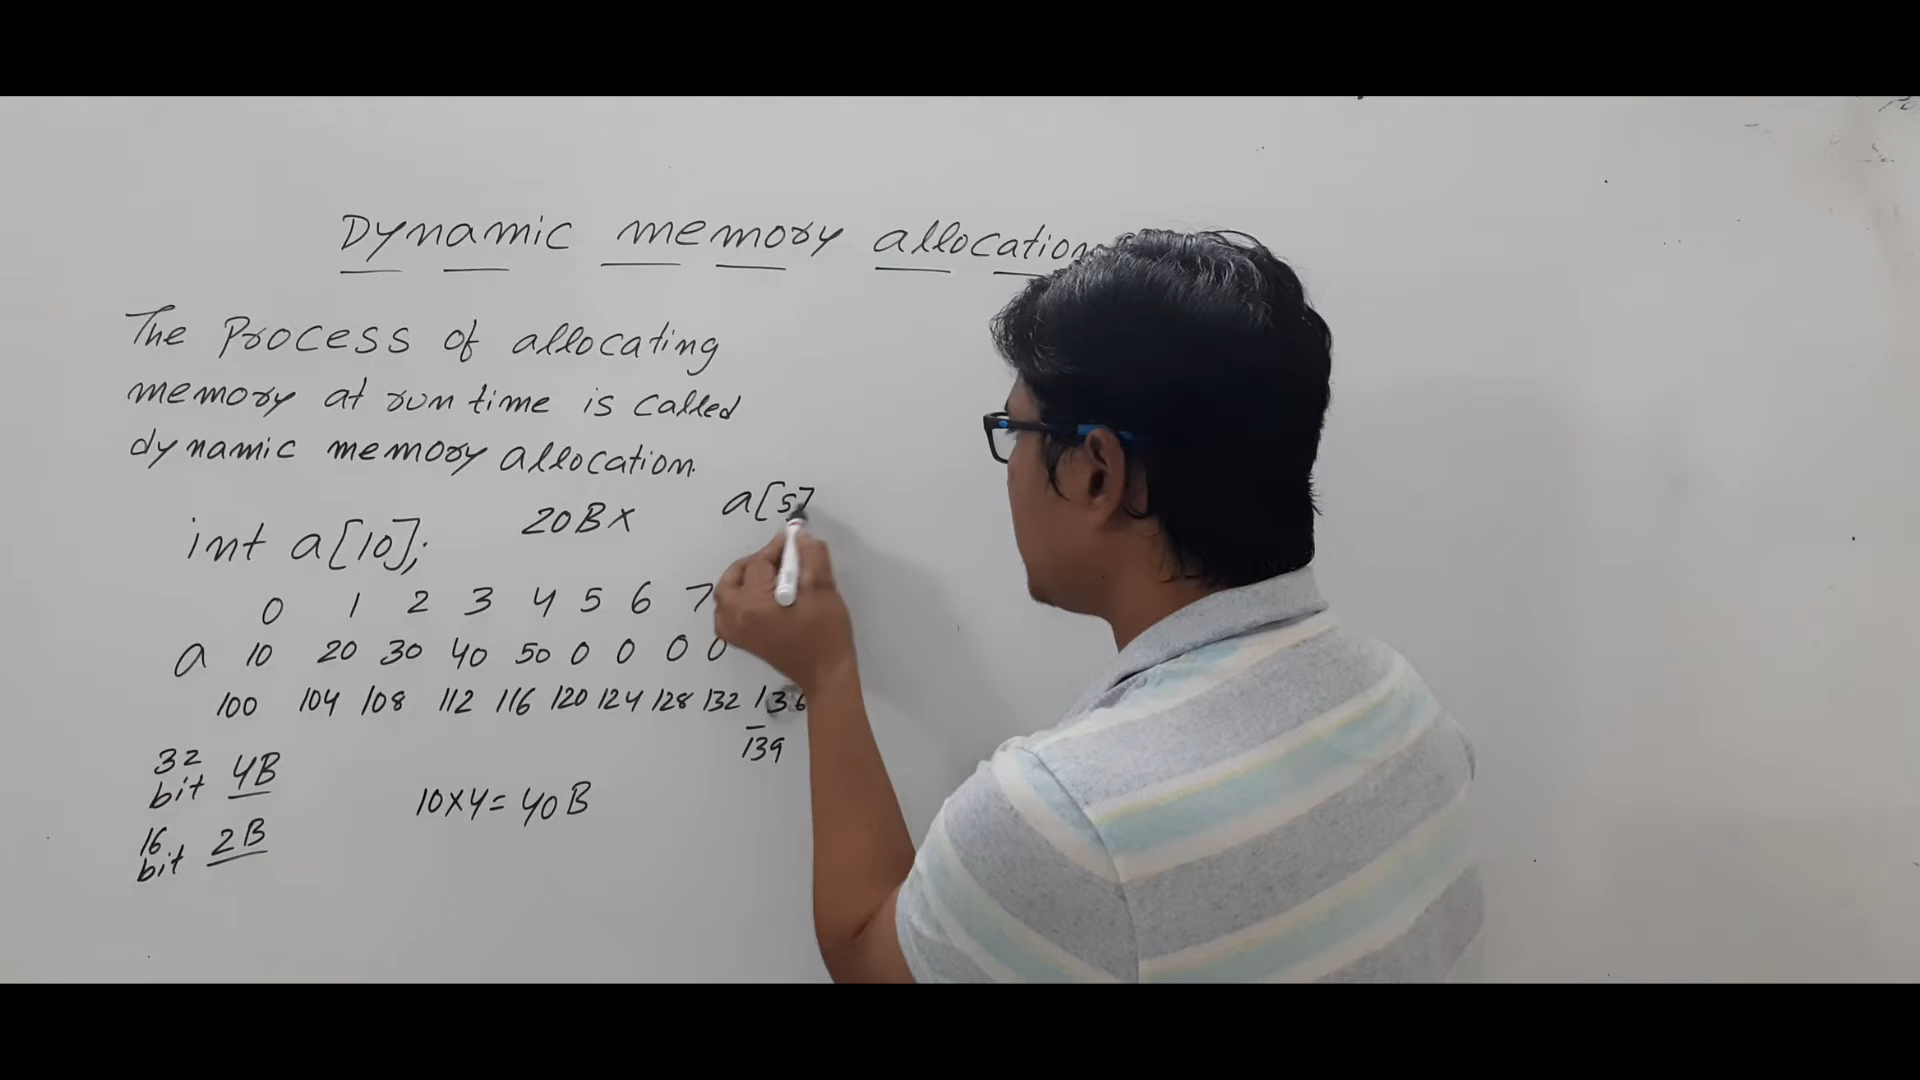 Dynamic memory allocation
The Process of allocating
memory at run time is called
dynamic memory allocation.
int a[10]; 20B× a[5]
0 1 2 3 4 5 6 7
a 10 20 30 40 50 0 0 0 0
100 104 108 112 116 120 124 128 132 136
139
32
bit 4B
10×4=40B
16
bit 2B